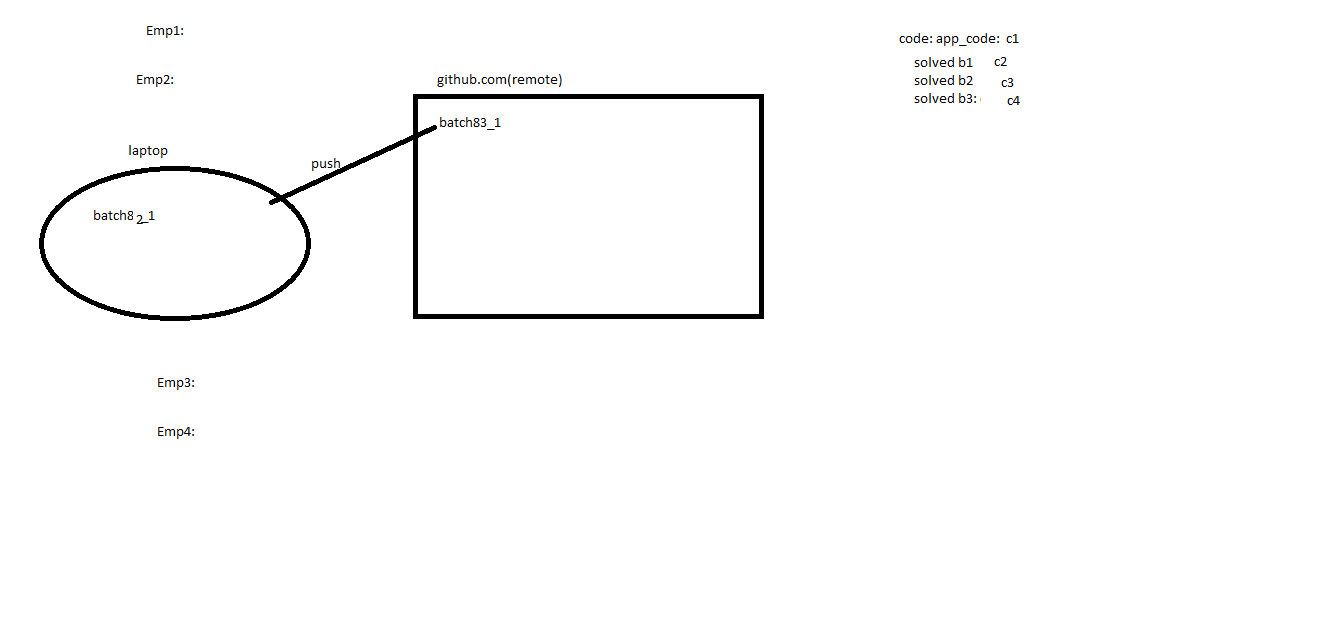 Emp1:
Emp2:
laptop
batch82_1
push
github.com(remote)
batch83_1
Emp3:
Emp4:
code: app_code: c1
solved b1 c2
solved b2 c3
solved b3: c4